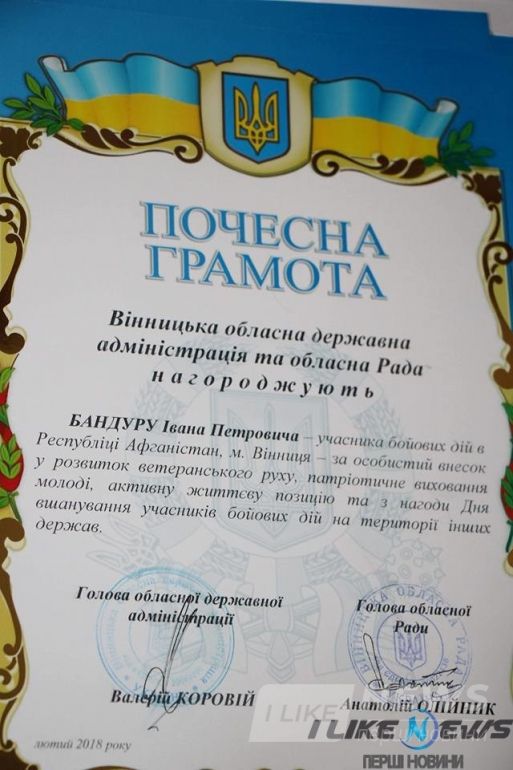 ПОЧЕСНА
ГРАМОТА
Вінницька обласна державна
адміністрація та обласна Рада
нагороджують
БАНДУРУ Івана Петровича – учасника бойових дій в
Республіці Афганістан, м. Вінниця – за особистий внесок
у розвиток ветеранського руху, патріотичне виховання
молоді, активну життєву позицію та з нагоди Дня
вшанування учасників бойових дій на території інших
держав.
Голова обласної державної
адміністрації
Голова обласної
Ради
Валерій КОРОВІЙ
Анатолій ОЛІЙНИК
лютий 2018 року
I LIKE
I LIKE NEWS
ПЕРШІ НОВИНИ